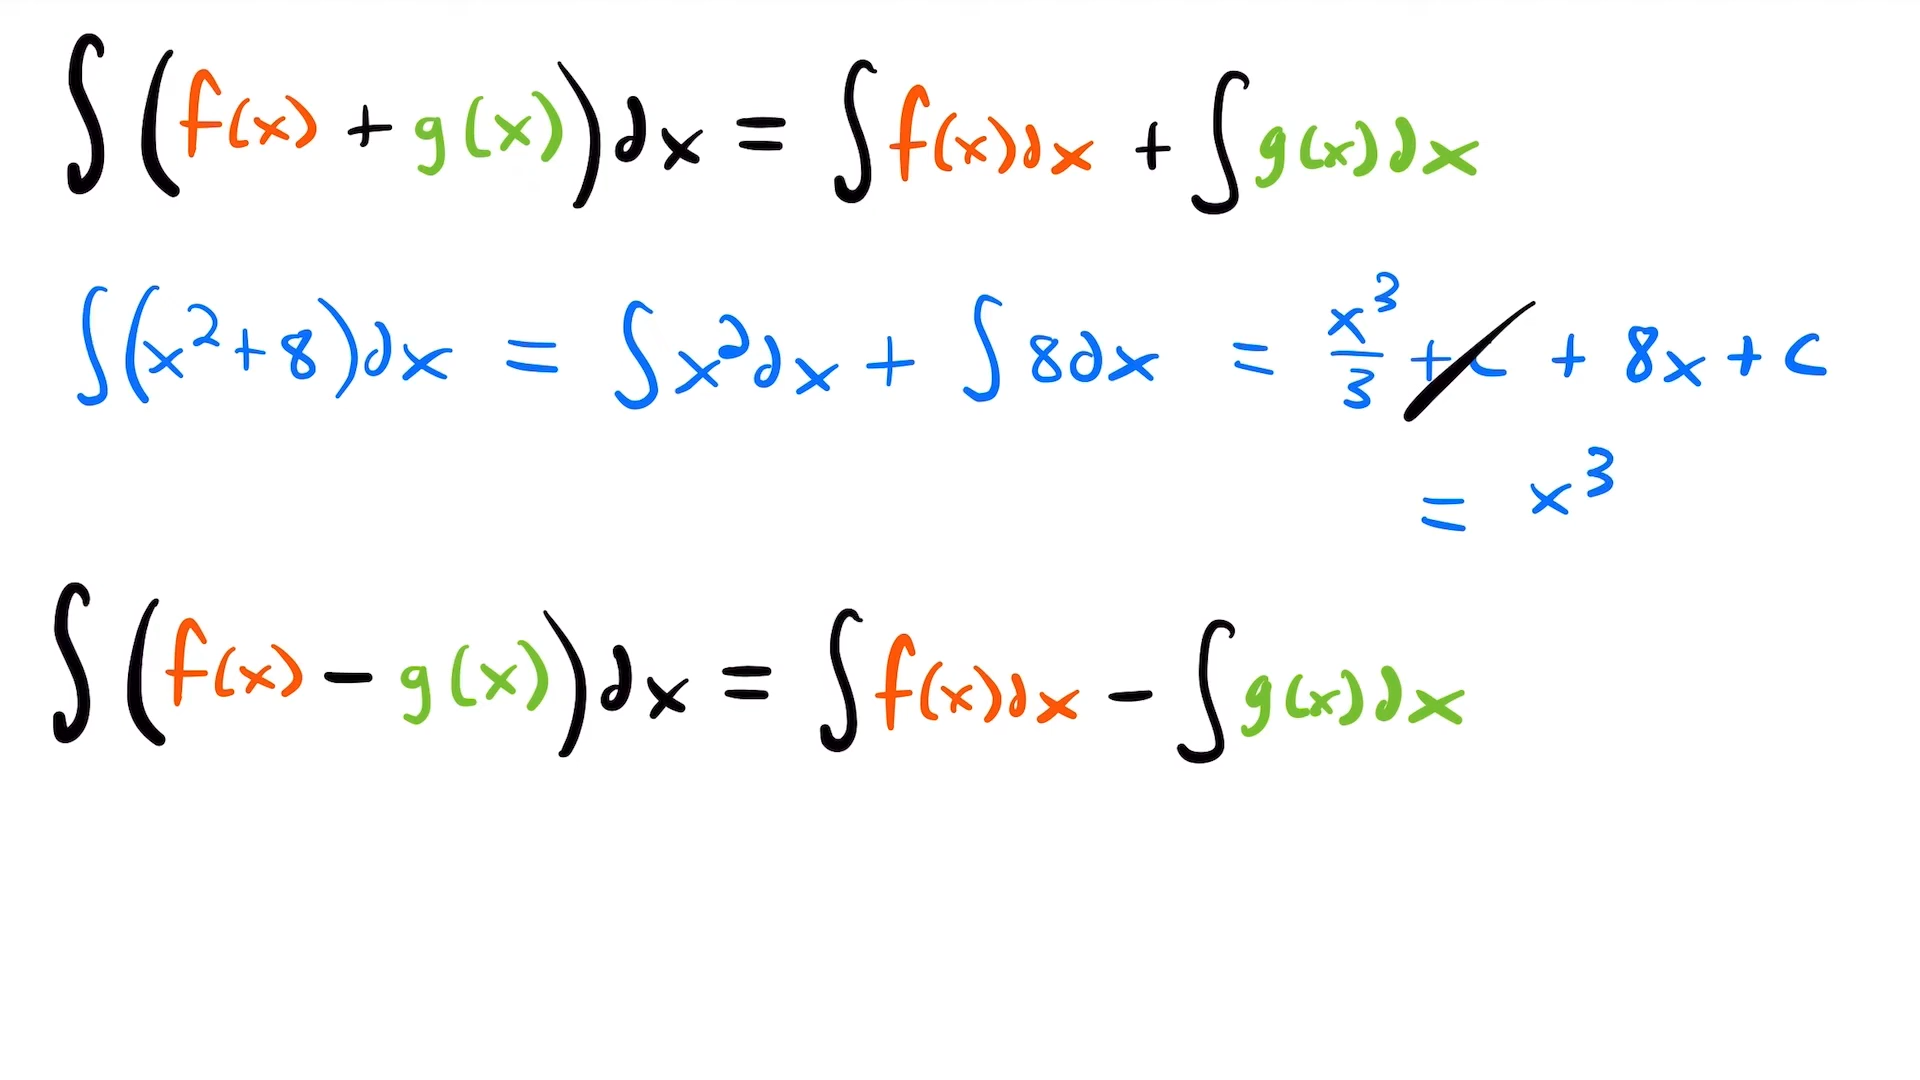 ∫(f(x) + g(x))dx = ∫f(x)dx + ∫g(x)dx
∫(x²+8)dx = ∫x²dx + ∫8dx = x³/3 + C + 8x + C
= x³
∫(f(x) − g(x))dx = ∫f(x)dx − ∫g(x)dx